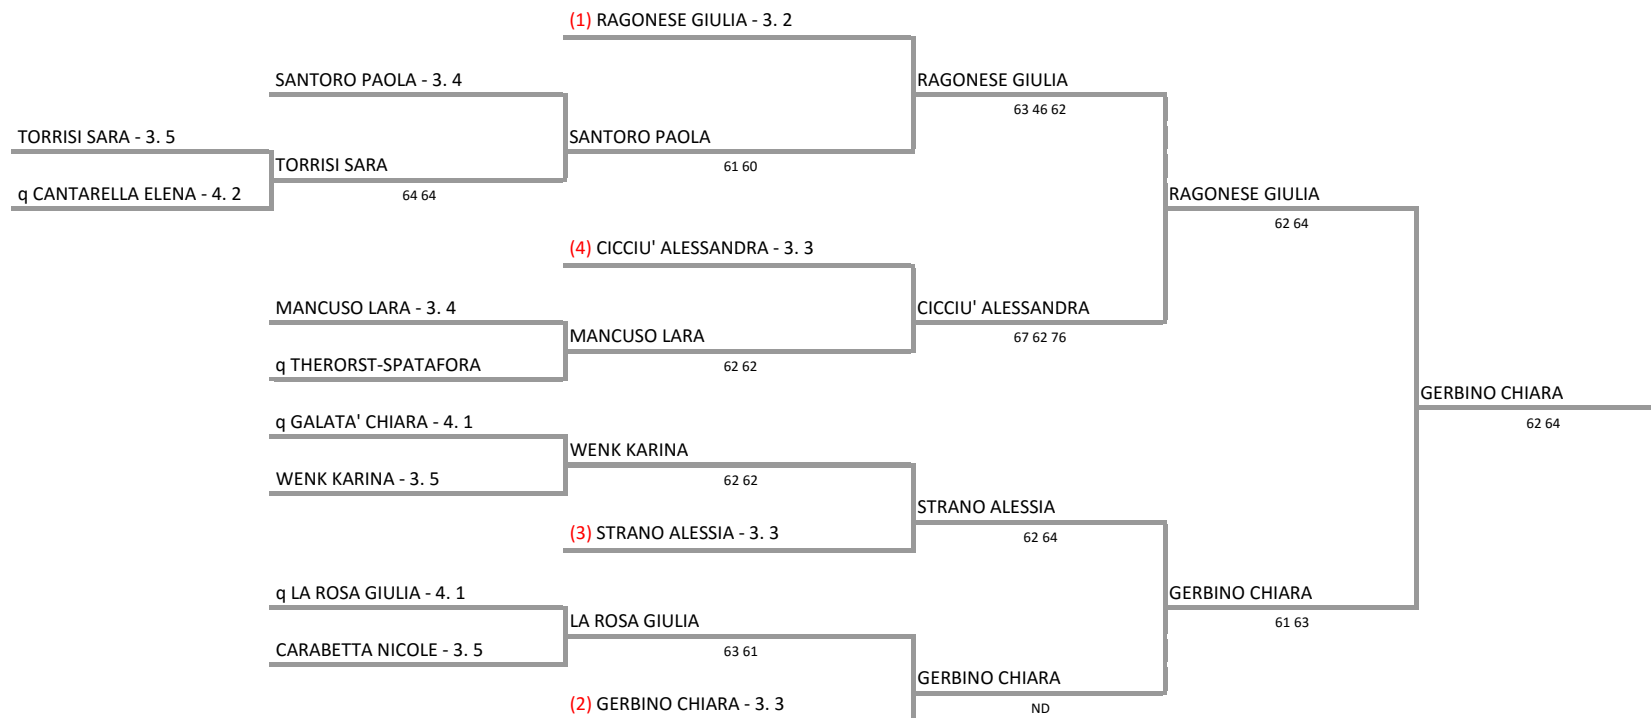 (1) RAGONESE GIULIA - 3. 2
SANTORO PAOLA - 3. 4
RAGONESE GIULIA
63 46 62
TORRISI SARA - 3. 5
SANTORO PAOLA
61 60
TORRISI SARA
64 64
q CANTARELLA ELENA - 4. 2
RAGONESE GIULIA
62 64
(4) CICCIU' ALESSANDRA - 3. 3
MANCUSO LARA - 3. 4
CICCIU' ALESSANDRA
67 62 76
MANCUSO LARA
62 62
q THERORST-SPATAFORA
GERBINO CHIARA
62 64
q GALATA' CHIARA - 4. 1
WENK KARINA
62 62
WENK KARINA - 3. 5
STRANO ALESSIA
62 64
(3) STRANO ALESSIA - 3. 3
q LA ROSA GIULIA - 4. 1
GERBINO CHIARA
61 63
LA ROSA GIULIA
63 61
CARABETTA NICOLE - 3. 5
GERBINO CHIARA
ND
(2) GERBINO CHIARA - 3. 3